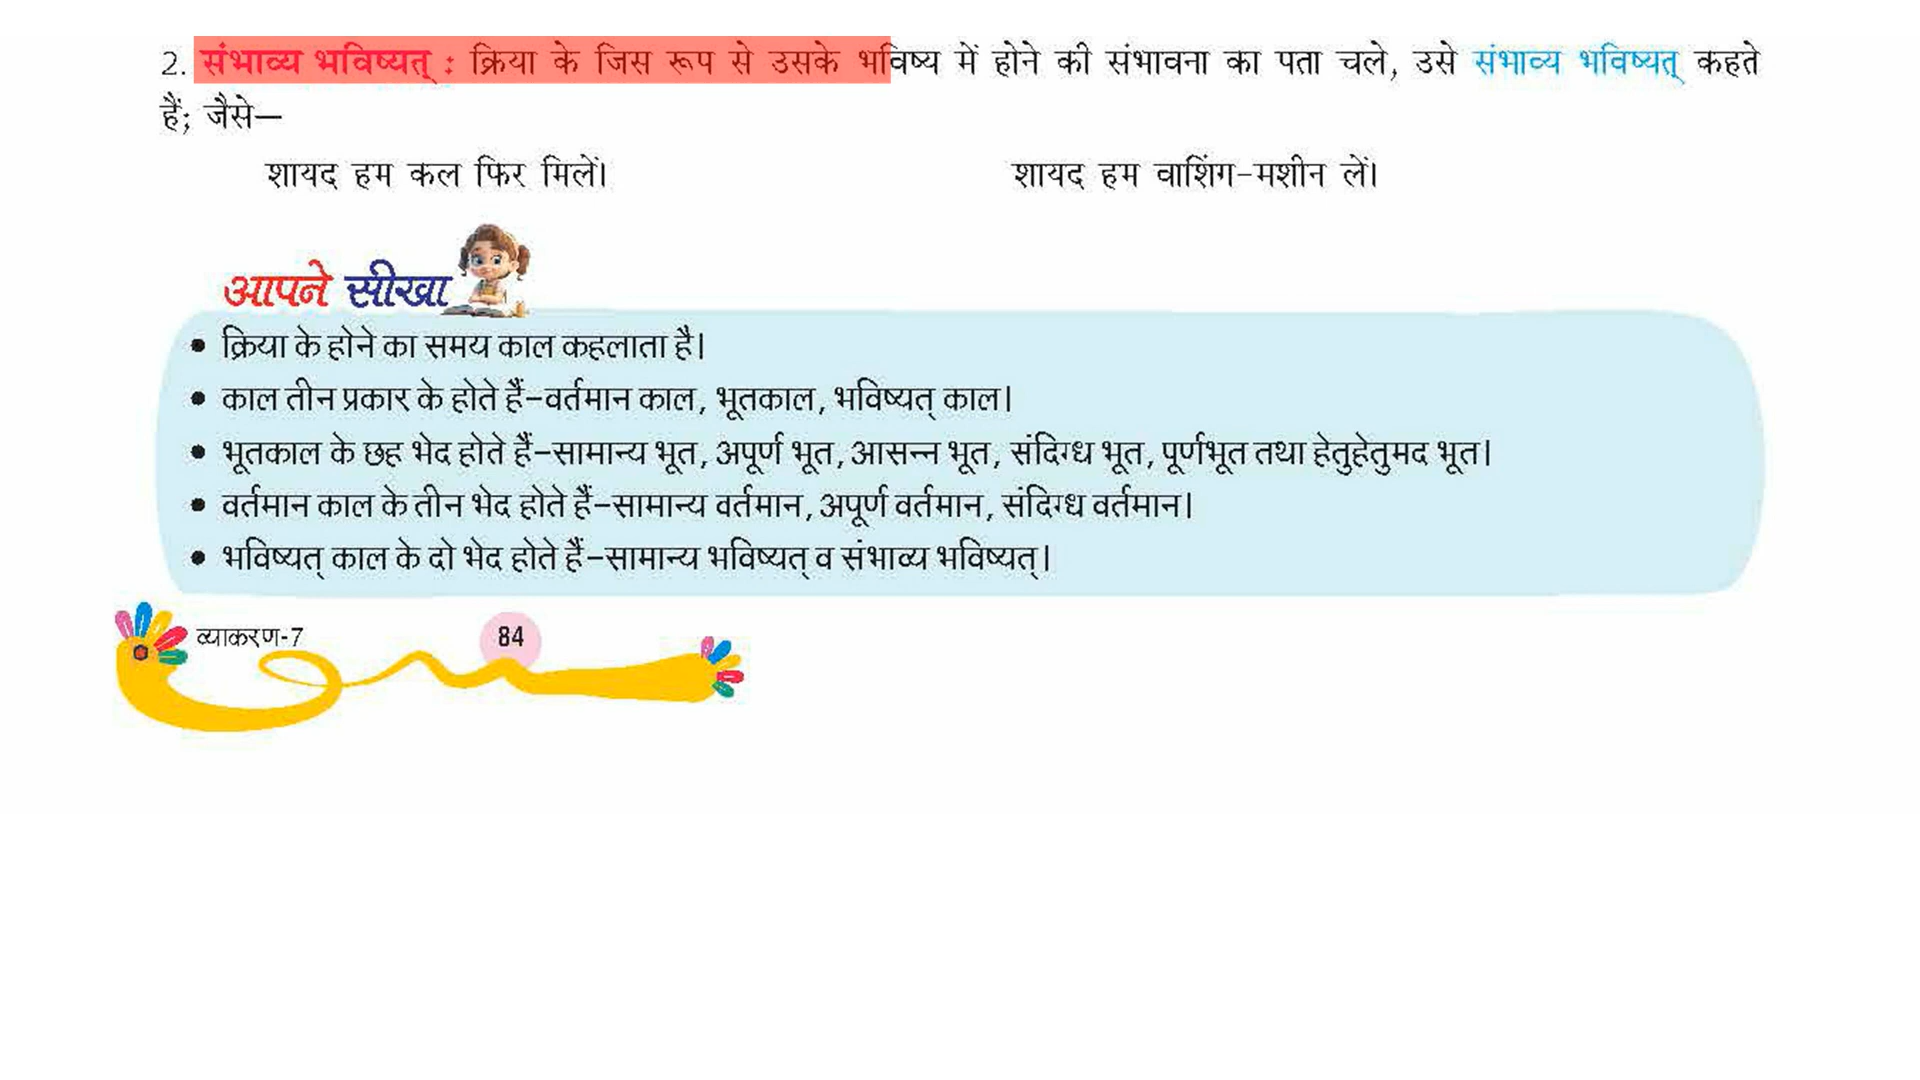 2. संभाव्य भविष्यत् : क्रिया के जिस रूप से उसके भविष्य में होने की संभावना का पता चले, उसे संभाव्य भविष्यत् कहते
हैं; जैसे—
शायद हम कल फिर मिलें। शायद हम वाशिंग-मशीन लें।
आपने सीखा
• क्रिया के होने का समय काल कहलाता है।
• काल तीन प्रकार के होते हैं–वर्तमान काल, भूतकाल, भविष्यत् काल।
• भूतकाल के छह भेद होते हैं–सामान्य भूत, अपूर्ण भूत, आसन्न भूत, संदिग्ध भूत, पूर्णभूत तथा हेतुहेतुमद भूत।
• वर्तमान काल के तीन भेद होते हैं–सामान्य वर्तमान, अपूर्ण वर्तमान, संदिग्ध वर्तमान।
• भविष्यत् काल के दो भेद होते हैं–सामान्य भविष्यत् व संभाव्य भविष्यत्।
व्याकरण-7 84